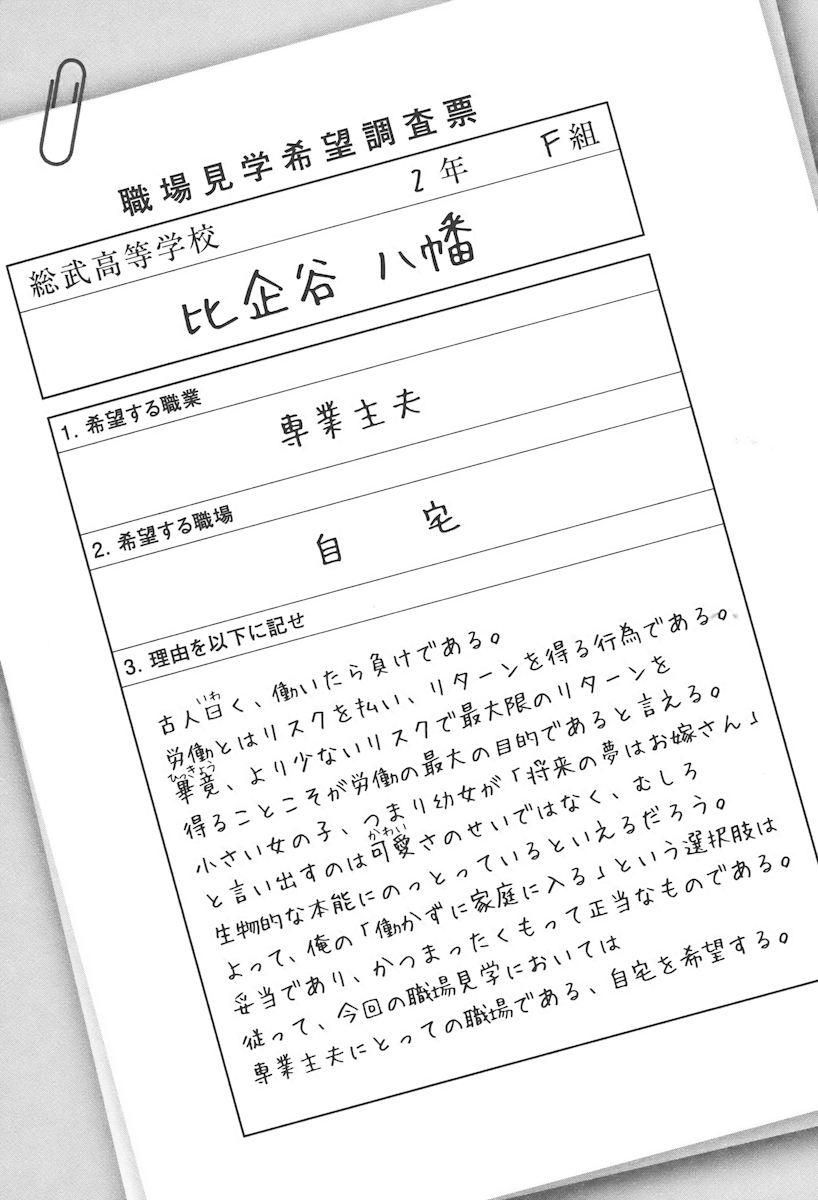 職場見学希望調査票
総武高等学校 2年 F組
比企谷 八幡
1. 希望する職業
専業主夫
2. 希望する職場
自宅
3. 理由を以下に記せ
古人曰く、働いたら負けである。
労働とはリスクを払い、リターンを得る行為である。
畢竟、より少ないリスクで最大限のリターンを
得ることこそが労働の最大の目的であると言える。
小さい女の子、つまり幼女が「将来の夢はお嫁さん」
と言い出すのは可愛さのせいではなく、むしろ
生物的な本能にのっとっているといえるだろう。
よって、俺の「働かずに家庭に入る」という選択肢は
妥当であり、かつまったくもって正当なものである。
従って、今回の職場見学においては
専業主夫にとっての職場である、自宅を希望する。